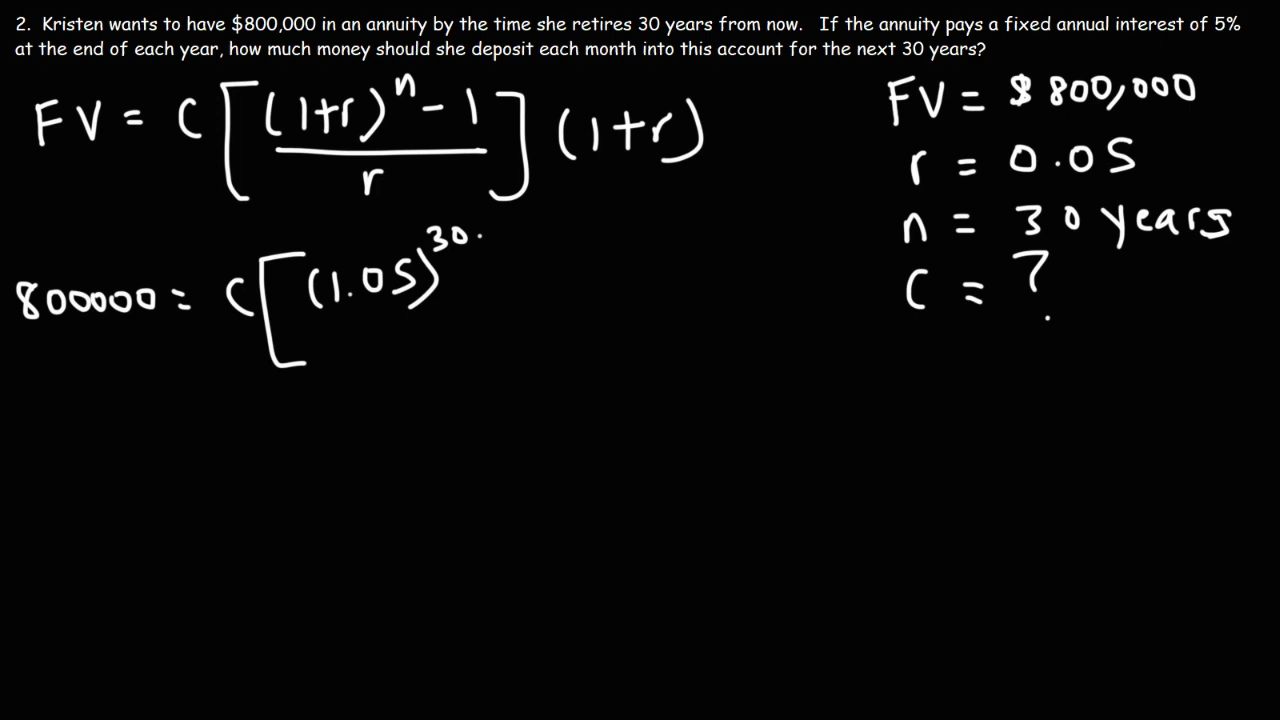 2. Kristen wants to have $800,000 in an annuity by the time she retires 30 years from now. If the annuity pays a fixed annual interest of 5%
at the end of each year, how much money should she deposit each month into this account for the next 30 years?
FV = C [ ((1+r)^n - 1) / r ] (1+r)
800000 = C [ (1.05)^30
FV = $800,000
r = 0.05
n = 30 years
C = ?